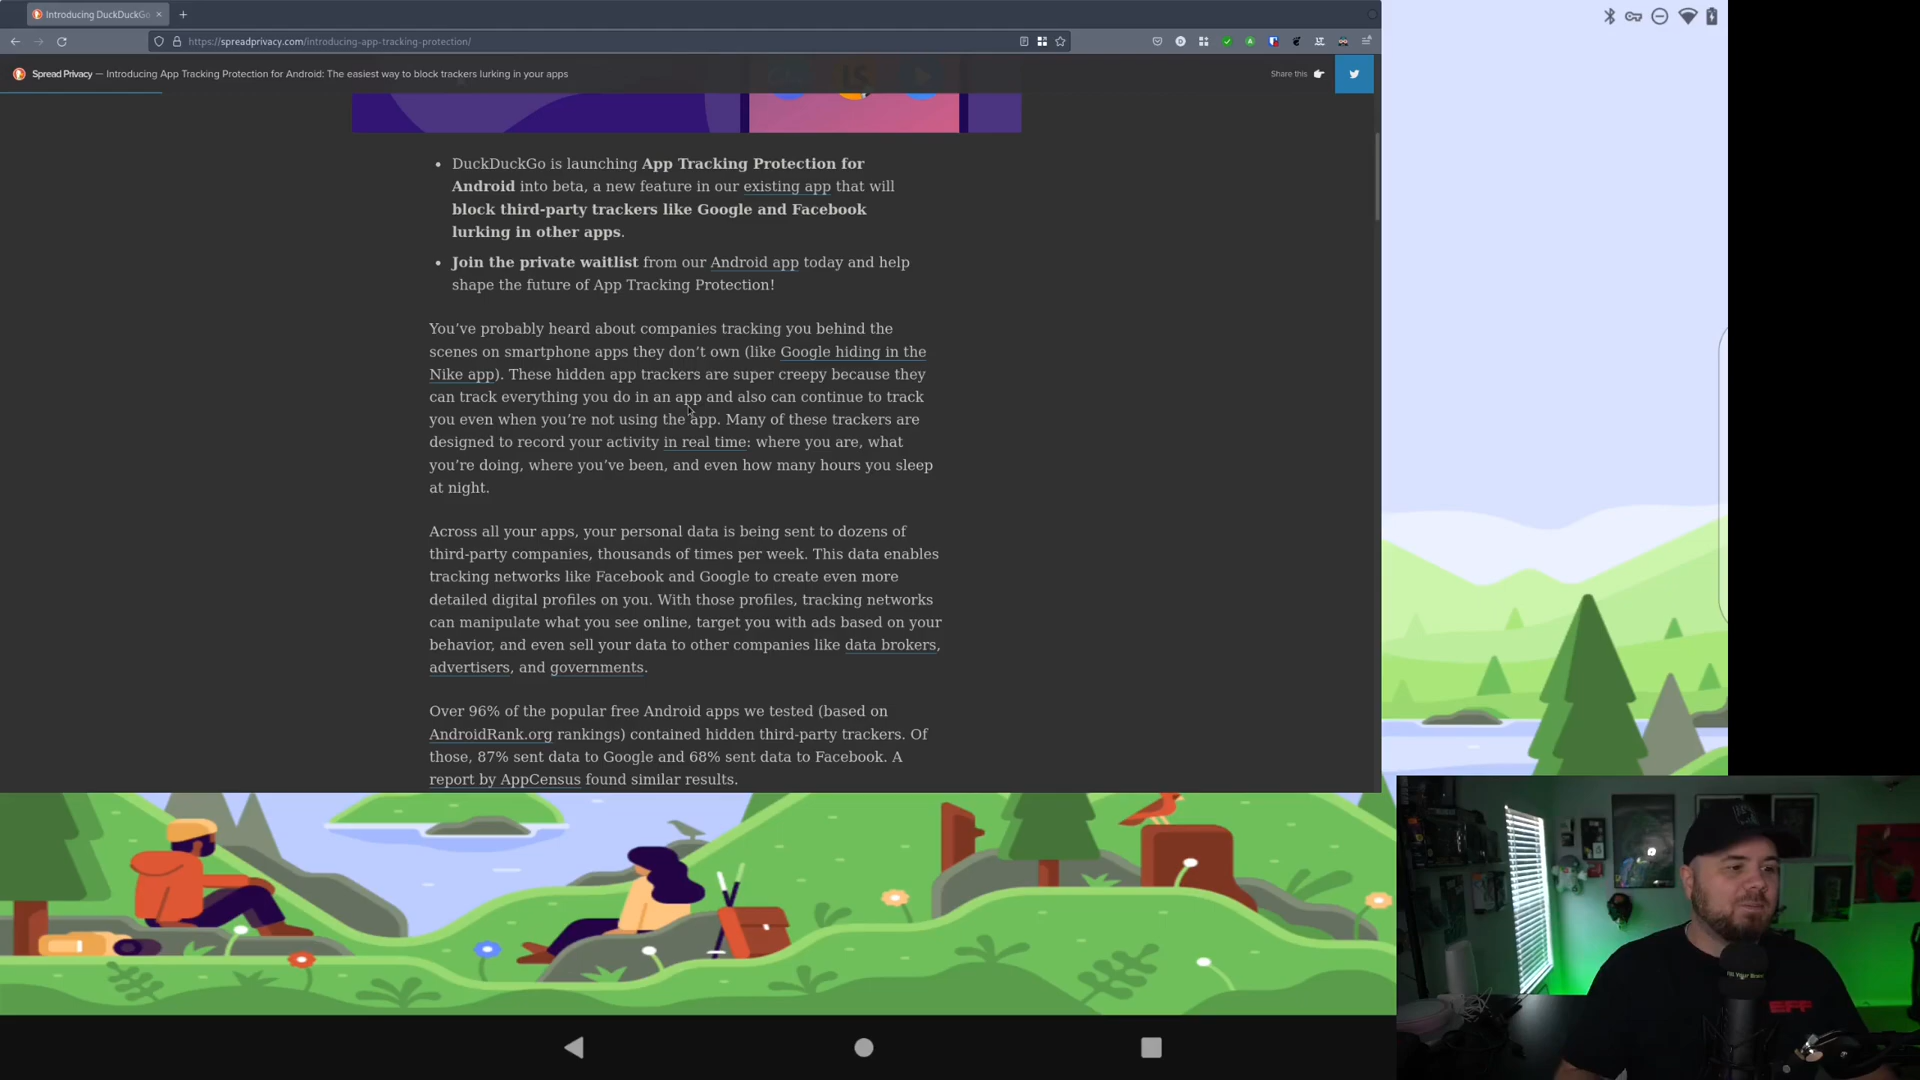 Introducing DuckDuckGo
https://spreadprivacy.com/introducing-app-tracking-protection/
Spread Privacy — Introducing App Tracking Protection for Android: The easiest way to block trackers lurking in your apps
Share this
JS
• DuckDuckGo is launching App Tracking Protection for
Android into beta, a new feature in our existing app that will
block third-party trackers like Google and Facebook
lurking in other apps.
• Join the private waitlist from our Android app today and help
shape the future of App Tracking Protection!
You’ve probably heard about companies tracking you behind the
scenes on smartphone apps they don’t own (like Google hiding in the
Nike app). These hidden app trackers are super creepy because they
can track everything you do in an app and also can continue to track
you even when you’re not using the app. Many of these trackers are
designed to record your activity in real time: where you are, what
you’re doing, where you’ve been, and even how many hours you sleep
at night.
Across all your apps, your personal data is being sent to dozens of
third-party companies, thousands of times per week. This data enables
tracking networks like Facebook and Google to create even more
detailed digital profiles on you. With those profiles, tracking networks
can manipulate what you see online, target you with ads based on your
behavior, and even sell your data to other companies like data brokers,
advertisers, and governments.
Over 96% of the popular free Android apps we tested (based on
AndroidRank.org rankings) contained hidden third-party trackers. Of
those, 87% sent data to Google and 68% sent data to Facebook. A
report by AppCensus found similar results.
EFF